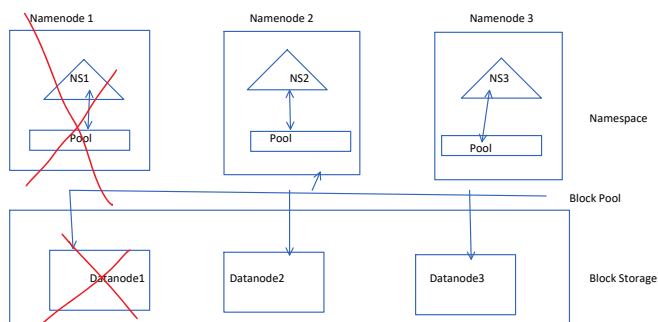 Namenode 1
Namenode 2
Namenode 3
NS1
NS2
NS3
Namespace
Pool
Pool
Pool
Block Pool
Datanode1
Datanode2
Datanode3
Block Storage